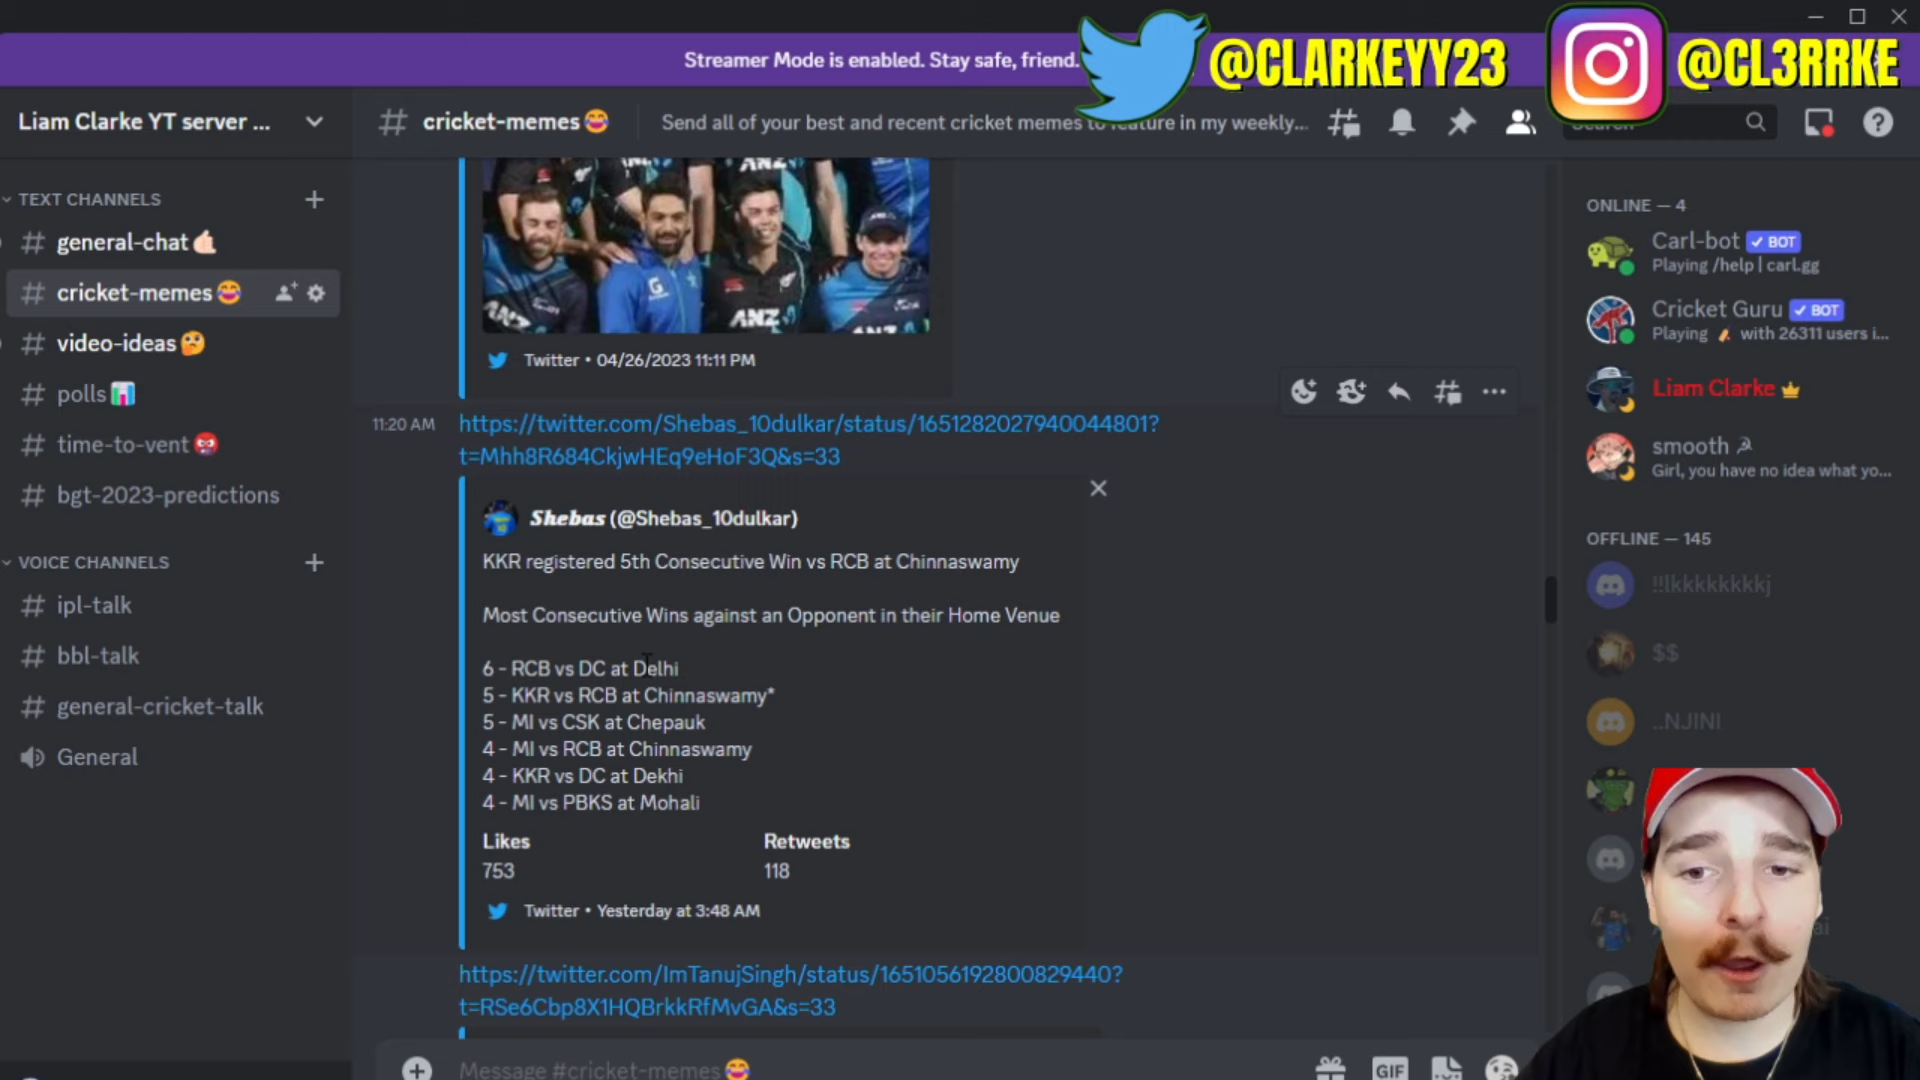 Streamer Mode is enabled. Stay safe, friend.
@CLARKEYY23
@CL3RRKE
Liam Clarke YT server ...
# cricket-memes😂
Send all of your best and recent cricket memes to feature in my weekly...
Search
TEXT CHANNELS
# general-chat🤙🏻
# cricket-memes😂
# video-ideas🤔
# polls📊
# time-to-vent👹
# bgt-2023-predictions
VOICE CHANNELS
# ipl-talk
# bbl-talk
# general-cricket-talk
General
ANZ
ANZ
ANZ
Twitter • 04/26/2023 11:11 PM
11:20 AM
https://twitter.com/Shebas_10dulkar/status/1651282027940044801?
t=Mhh8R684CkjwHEq9eHoF3Q&s=33
Shebas (@Shebas_10dulkar)
KKR registered 5th Consecutive Win vs RCB at Chinnaswamy
Most Consecutive Wins against an Opponent in their Home Venue
6 - RCB vs DC at Delhi
5 - KKR vs RCB at Chinnaswamy*
5 - MI vs CSK at Chepauk
4 - MI vs RCB at Chinnaswamy
4 - KKR vs DC at Dekhi
4 - MI vs PBKS at Mohali
Likes
Retweets
753
118
Twitter • Yesterday at 3:48 AM
https://twitter.com/ImTanujSingh/status/1651056192800829440?
t=RSe6Cbp8X1HQBrkkRfMvGA&s=33
Message #cricket-memes😂
GIF
ONLINE — 4
Carl-bot ✓ BOT
Playing /help | carl.gg
Cricket Guru ✓ BOT
Playing 🏏 with 26311 users i...
Liam Clarke
smooth ☭
Girl, you have no idea what yo...
OFFLINE — 145
!!lkkkkkkkj
$$
..NJINI